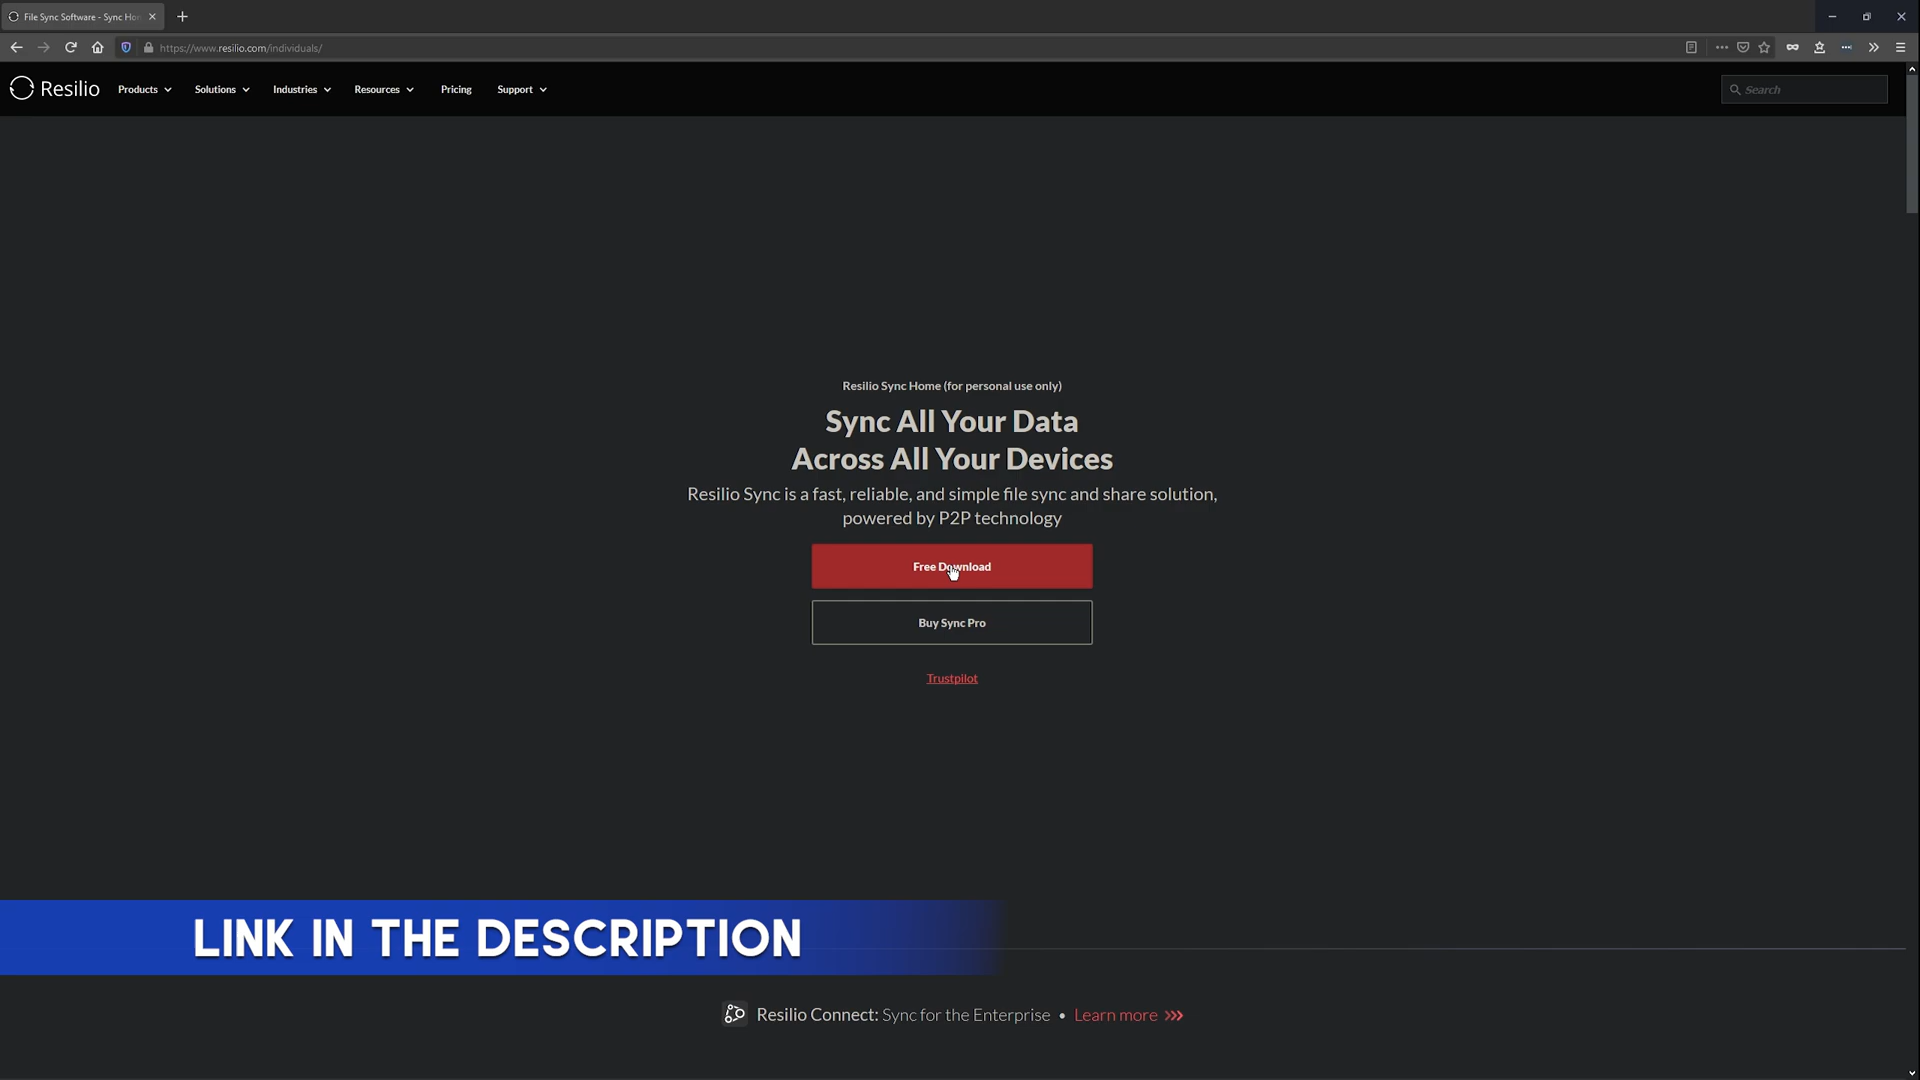 File Sync Software - Sync Ho
https://www.resilio.com/individuals/
Resilio
Products
Solutions
Industries
Resources
Pricing
Support
Search
Resilio Sync Home (for personal use only)
Sync All Your Data
Across All Your Devices
Resilio Sync is a fast, reliable, and simple file sync and share solution,
powered by P2P technology
Free Download
Buy Sync Pro
Trustpilot
LINK IN THE DESCRIPTION
Resilio Connect: Sync for the Enterprise • Learn more